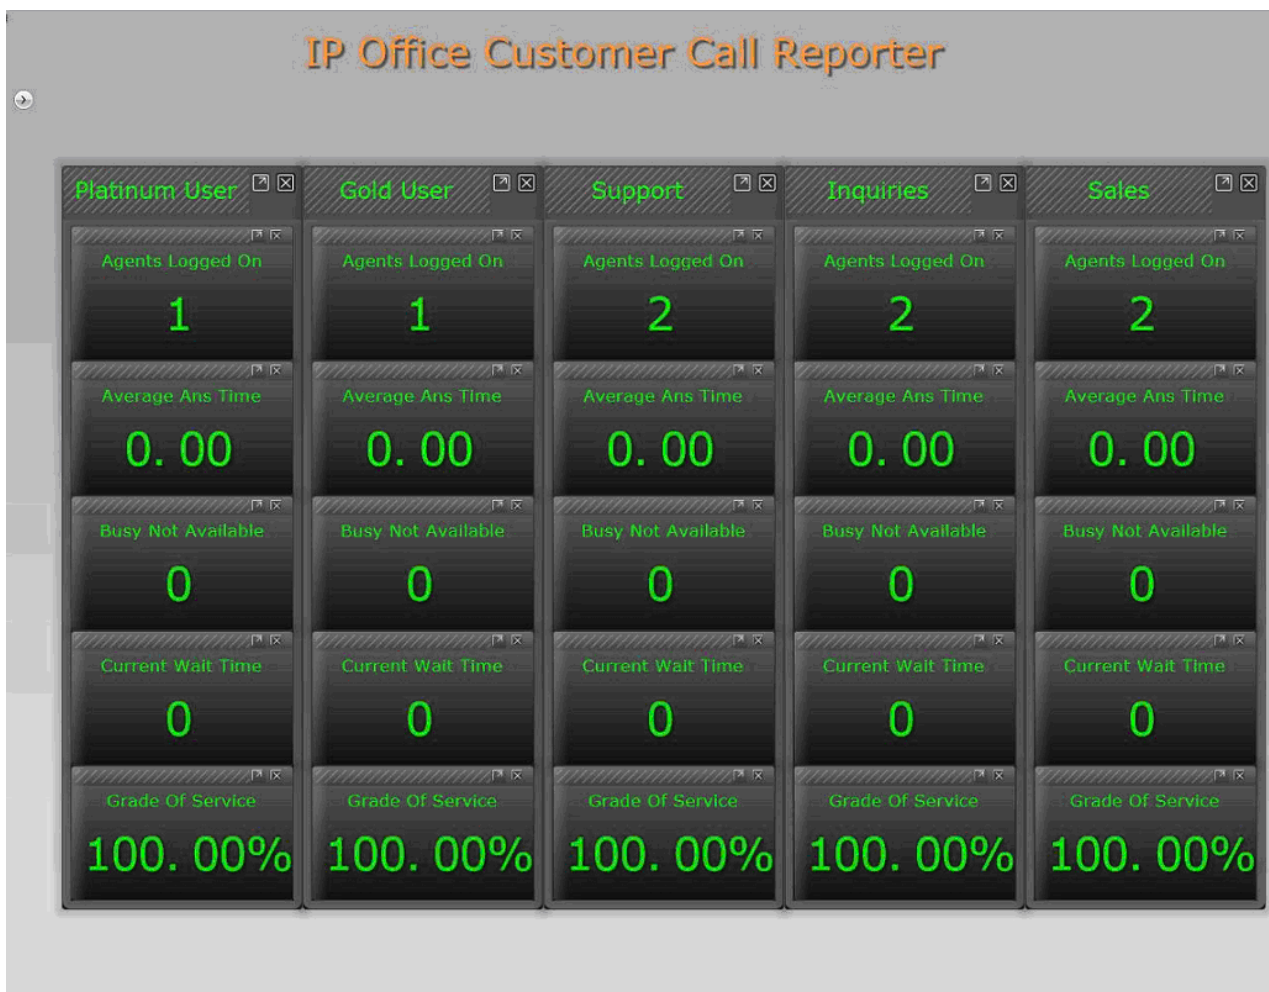 IP Office Customer Call Reporter
Platinum User Gold User Support Inquiries Sales
Agents Logged On Agents Logged On Agents Logged On Agents Logged On Agents Logged On
1 1 2 2 2
Average Ans Time Average Ans Time Average Ans Time Average Ans Time Average Ans Time
0.00 0.00 0.00 0.00 0.00
Busy Not Available Busy Not Available Busy Not Available Busy Not Available Busy Not Available
0 0 0 0 0
Current Wait Time Current Wait Time Current Wait Time Current Wait Time Current Wait Time
0 0 0 0 0
Grade Of Service Grade Of Service Grade Of Service Grade Of Service Grade Of Service
100.00% 100.00% 100.00% 100.00% 100.00%